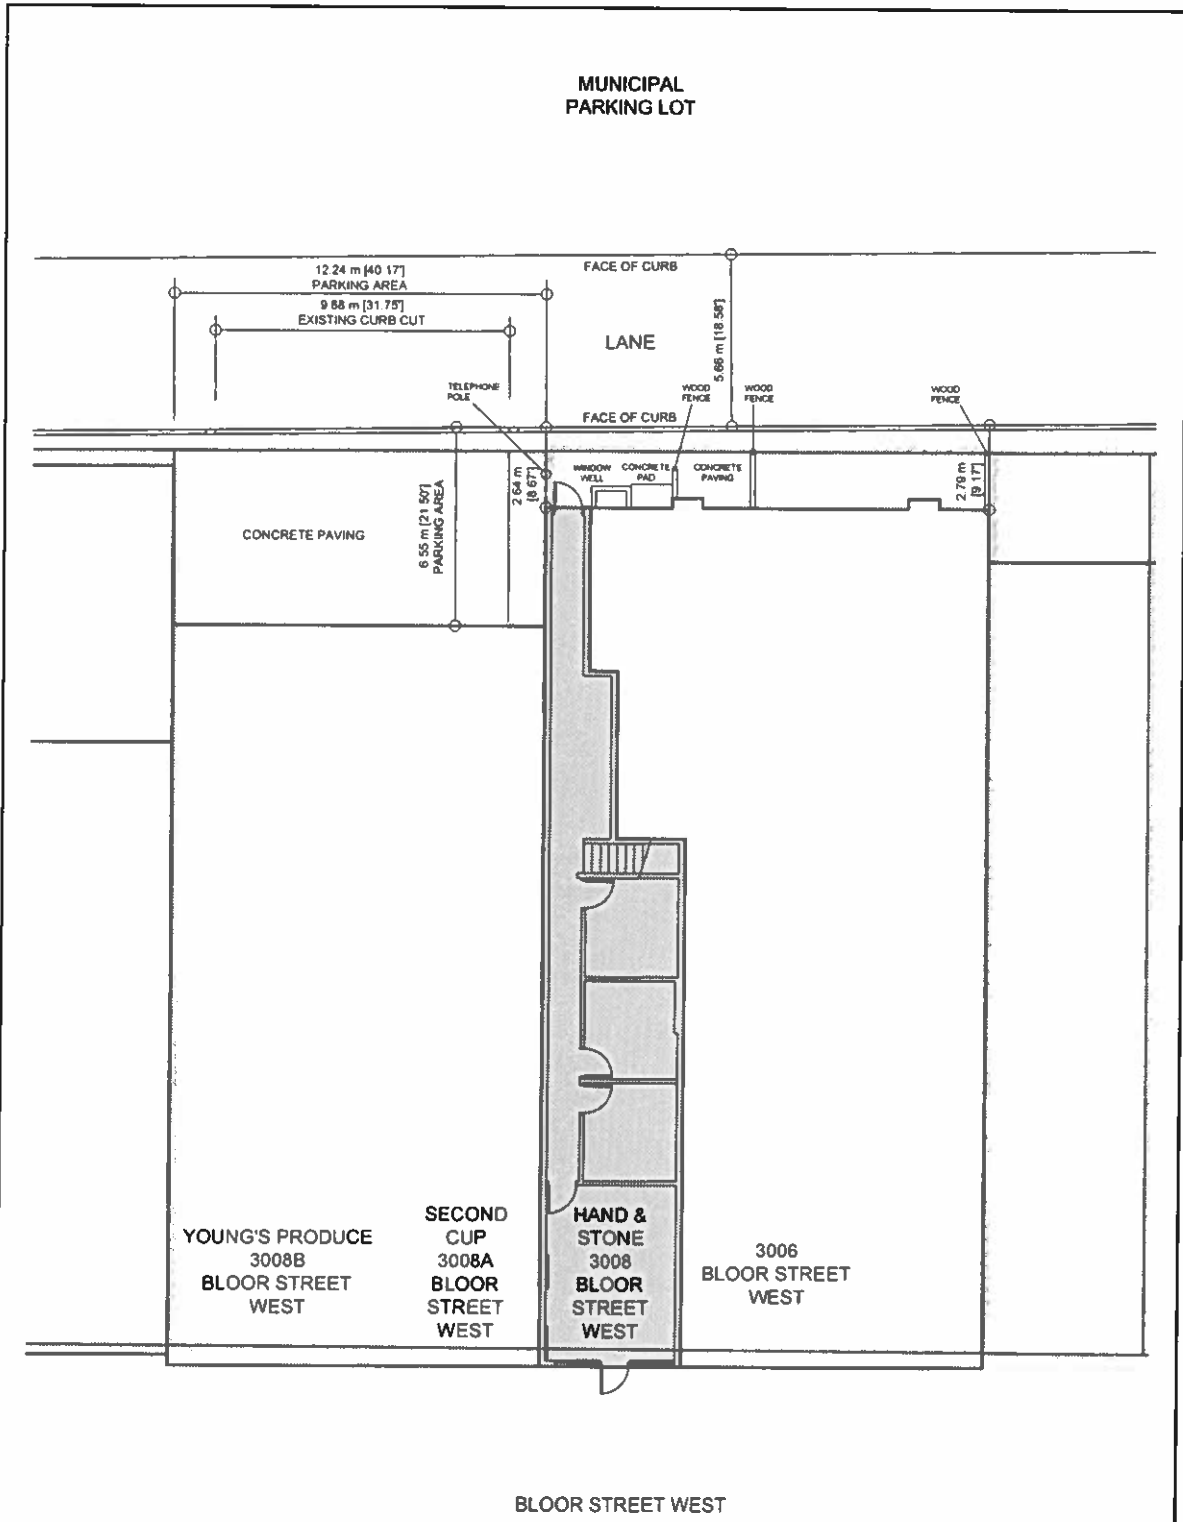 MUNICIPAL
PARKING LOT
12.24 m [40 17']
PARKING AREA
FACE OF CURB
9 68 m [31.75']
EXISTING CURB CUT
LANE
5.66 m [18.58']
TELEPHONE
POLE
WOOD
FENCE
WOOD
FENCE
WOOD
FENCE
FACE OF CURB
WINDOW
WELL
CONCRETE
PAD
CONCRETE
PAVING
2.64 m
[8.67']
2.79 m
[9 17']
6 55 m [21 50']
PARKING AREA
CONCRETE PAVING
YOUNG'S PRODUCE
3008B
BLOOR STREET
WEST
SECOND
CUP
3008A
BLOOR
STREET
WEST
HAND &
STONE
3008
BLOOR
STREET
WEST
3006
BLOOR STREET
WEST
BLOOR STREET WEST